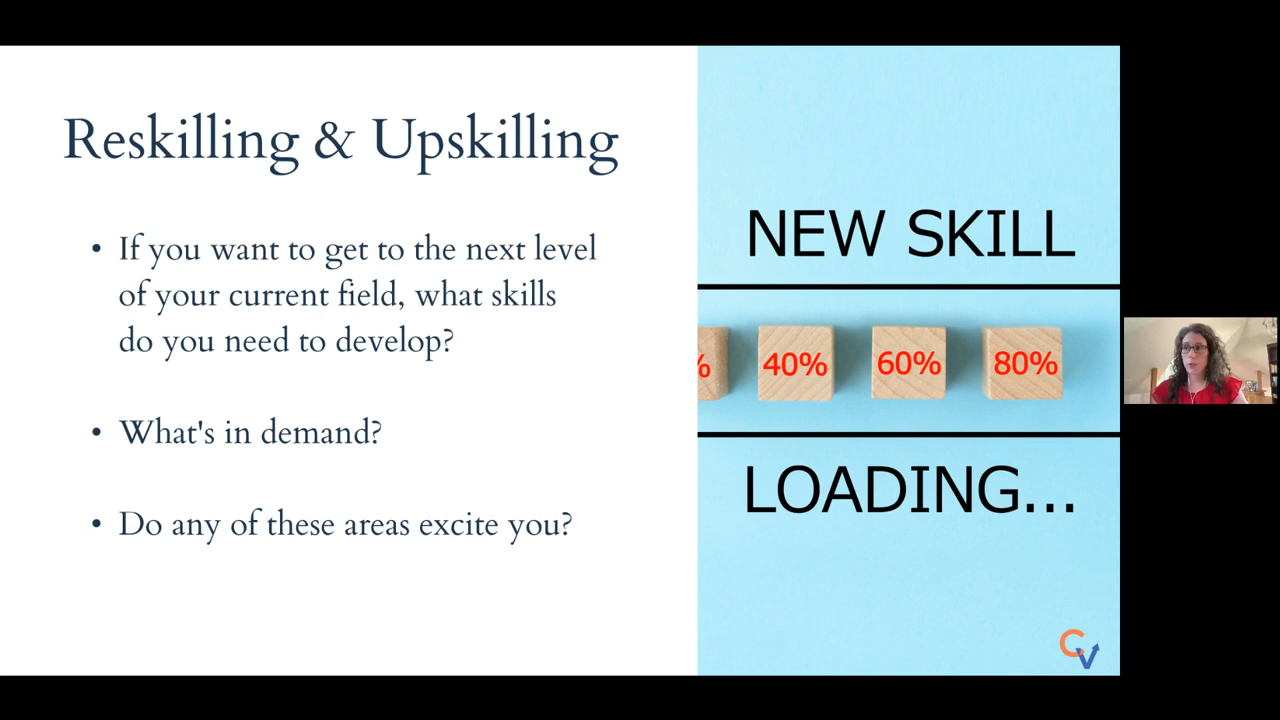 Reskilling & Upskilling
• If you want to get to the next level
of your current field, what skills
do you need to develop?
• What's in demand?
• Do any of these areas excite you?
NEW SKILL
% 40% 60% 80%
LOADING...
CV